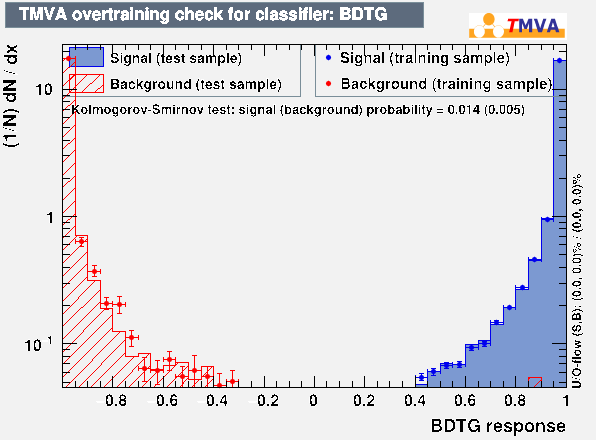 TMVA overtraining check for classifier: BDTG
TMVA
Signal (test sample)
Background (test sample)
Signal (training sample)
Background (training sample)
Kolmogorov-Smirnov test: signal (background) probability = 0.014 (0.005)
(1/N) dN / dx
10
1
10⁻¹
−0.8 −0.6 −0.4 −0.2 0 0.2 0.4 0.6 0.8 1
BDTG response
U/O-flow (S,B): (0.0, 0.0)% / (0.0, 0.0)%